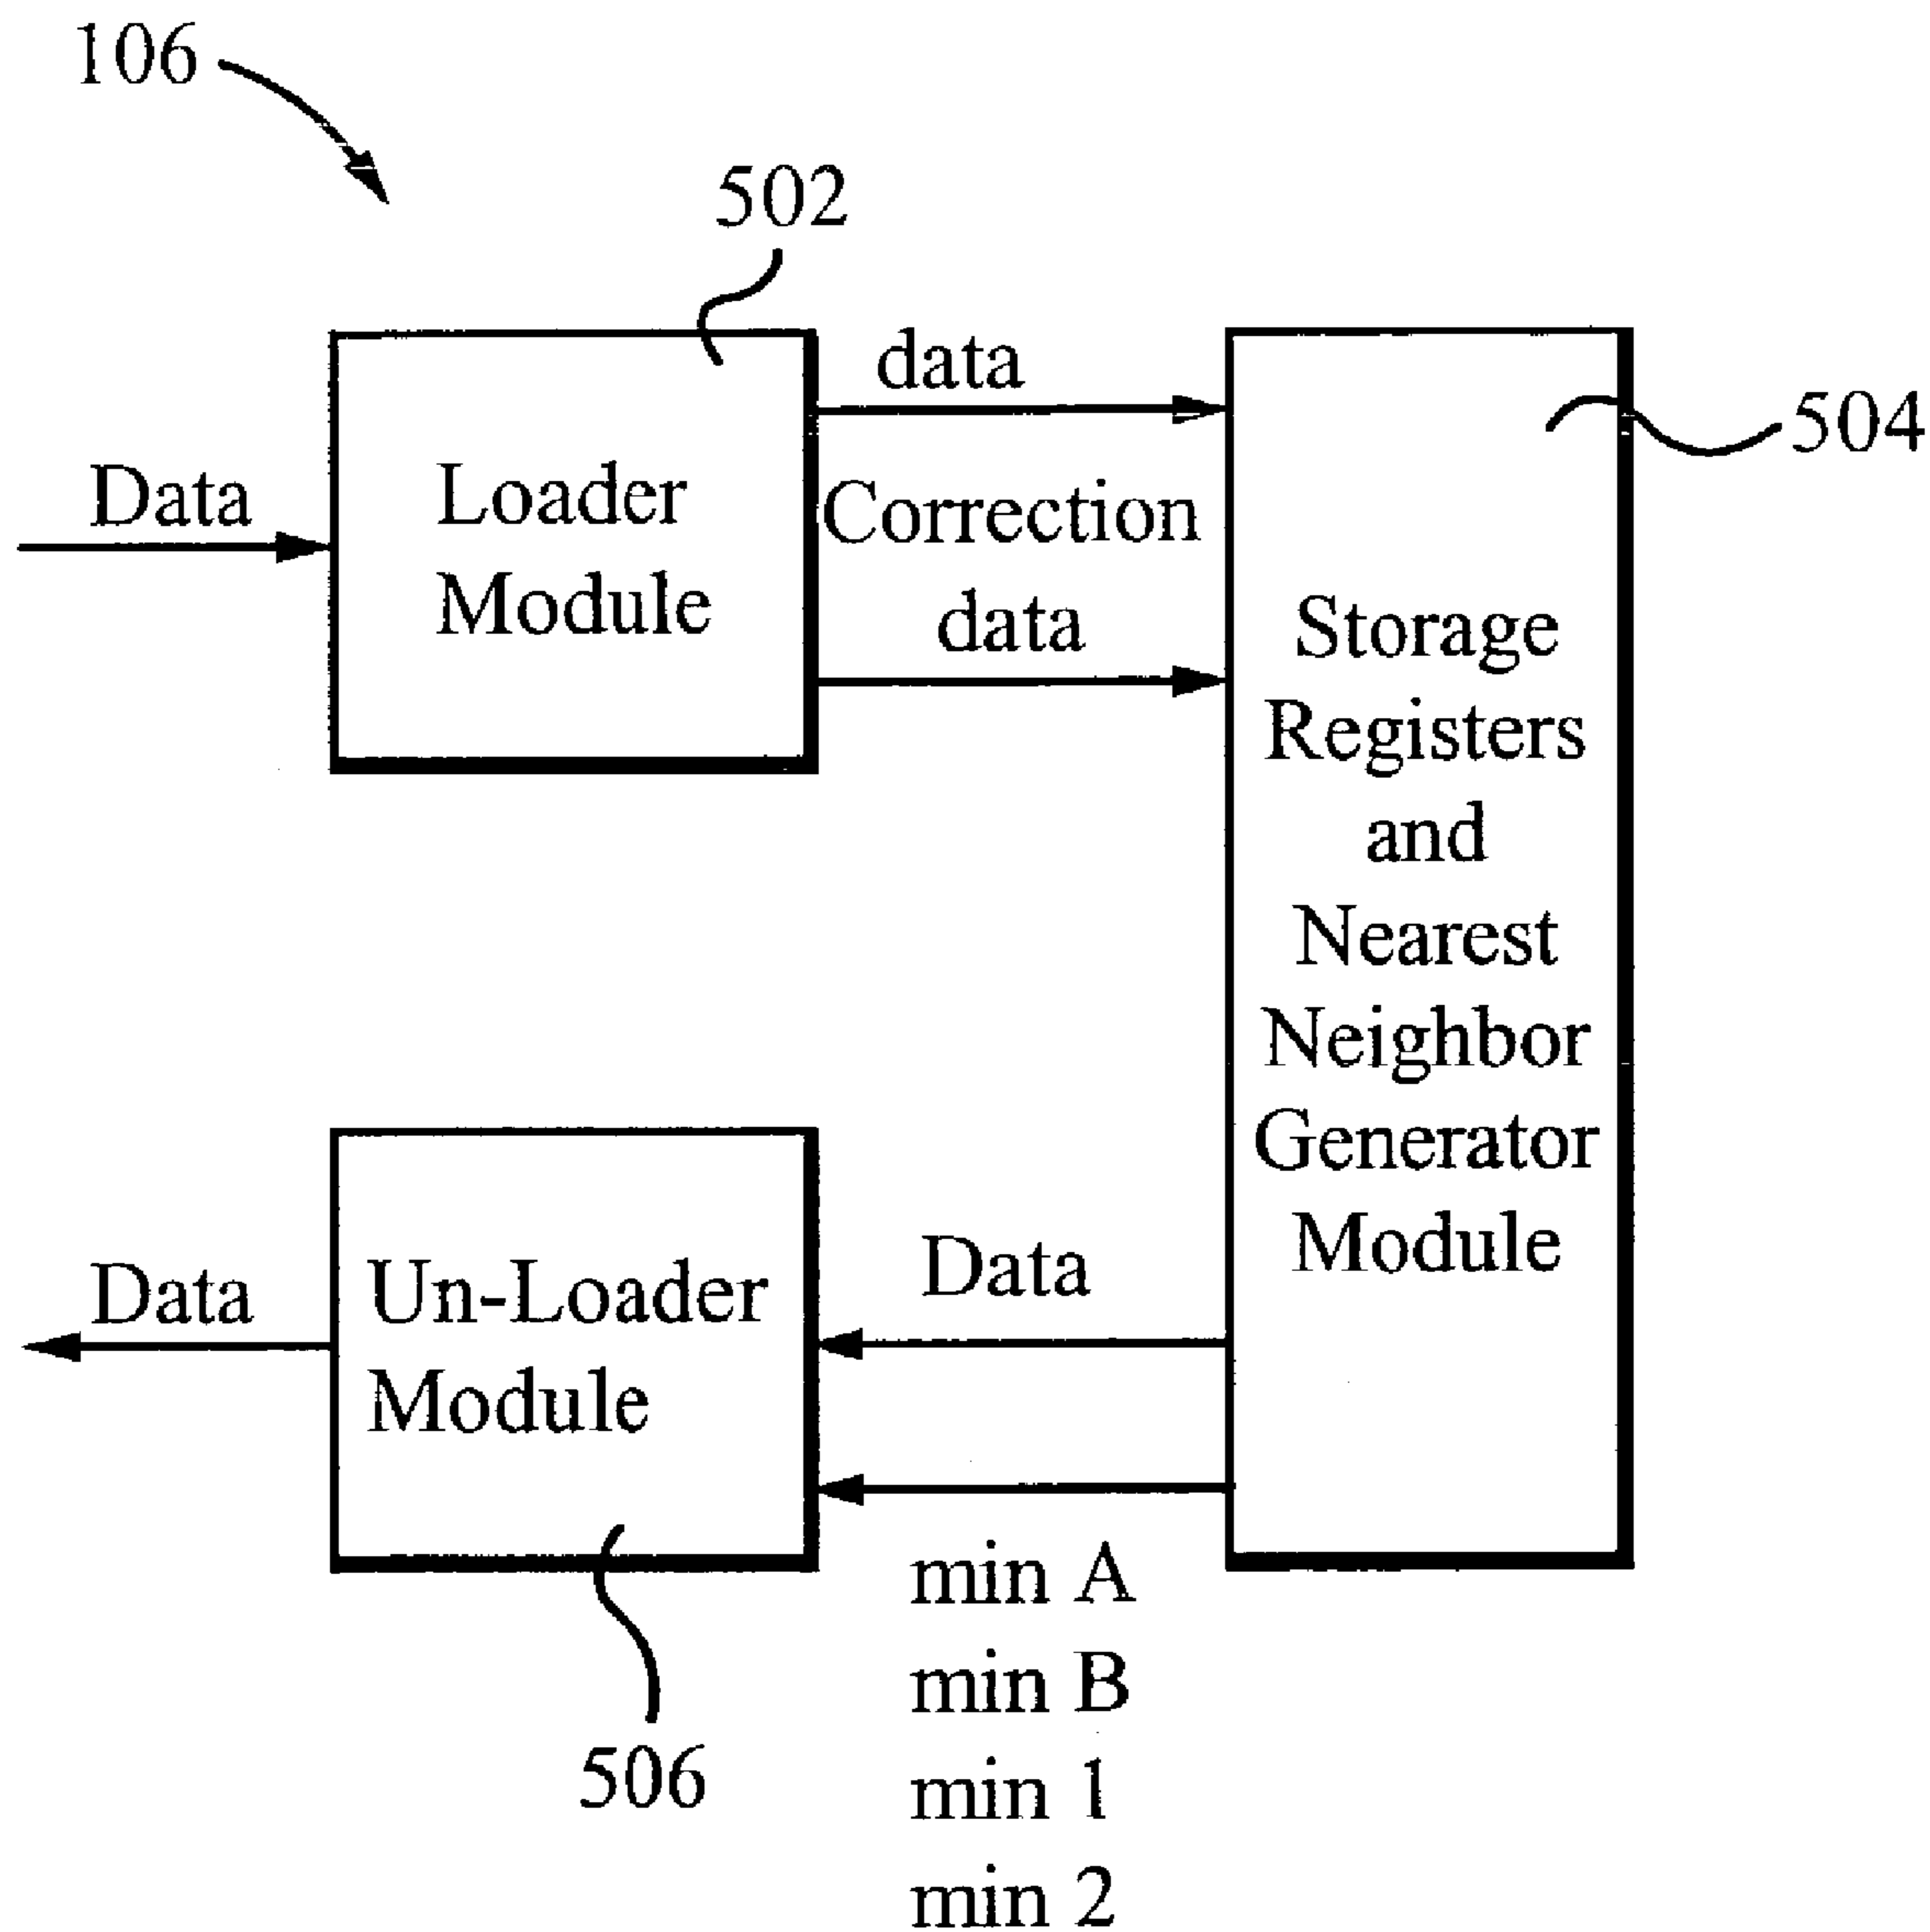 106
502
data
504
Data
Loader
Module
Correction
data
Storage
Registers
and
Nearest
Neighbor
Generator
Module
Data
Un-Loader
Module
Data
min A
min B
min 1
min 2
506